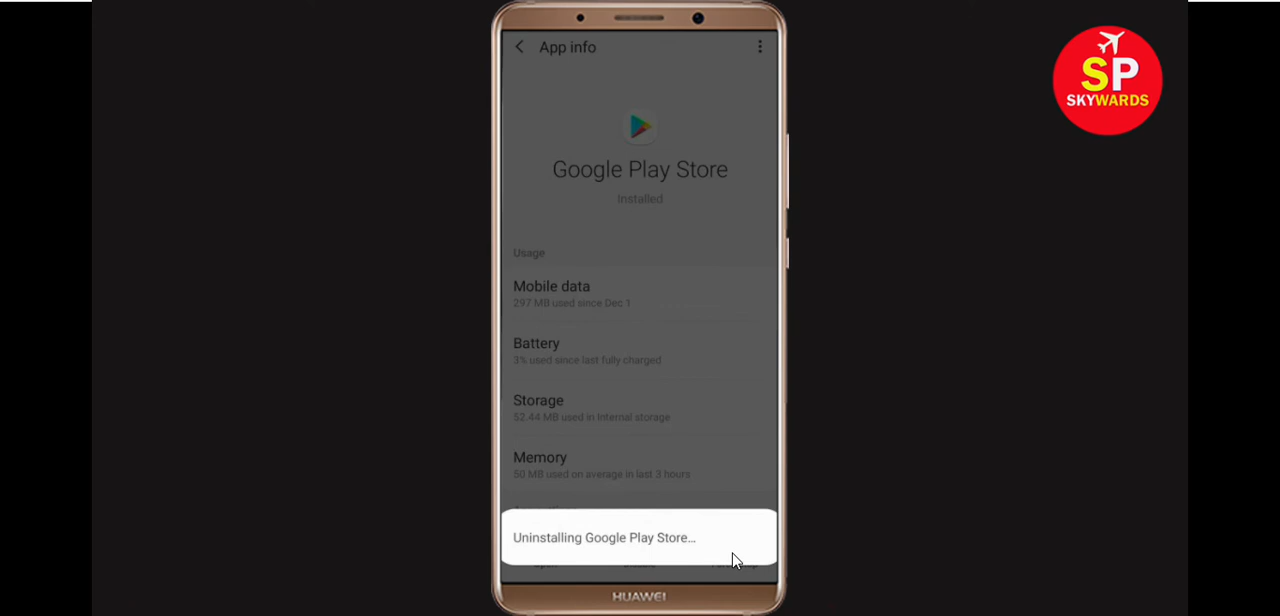 App info
SP
SKYWARDS
Google Play Store
Installed
Usage
Mobile data
297 MB used since Dec 1
Battery
3% used since last fully charged
Storage
52.44 MB used in Internal storage
Memory
50 MB used on average in last 3 hours
Uninstalling Google Play Store...
HUAWEI